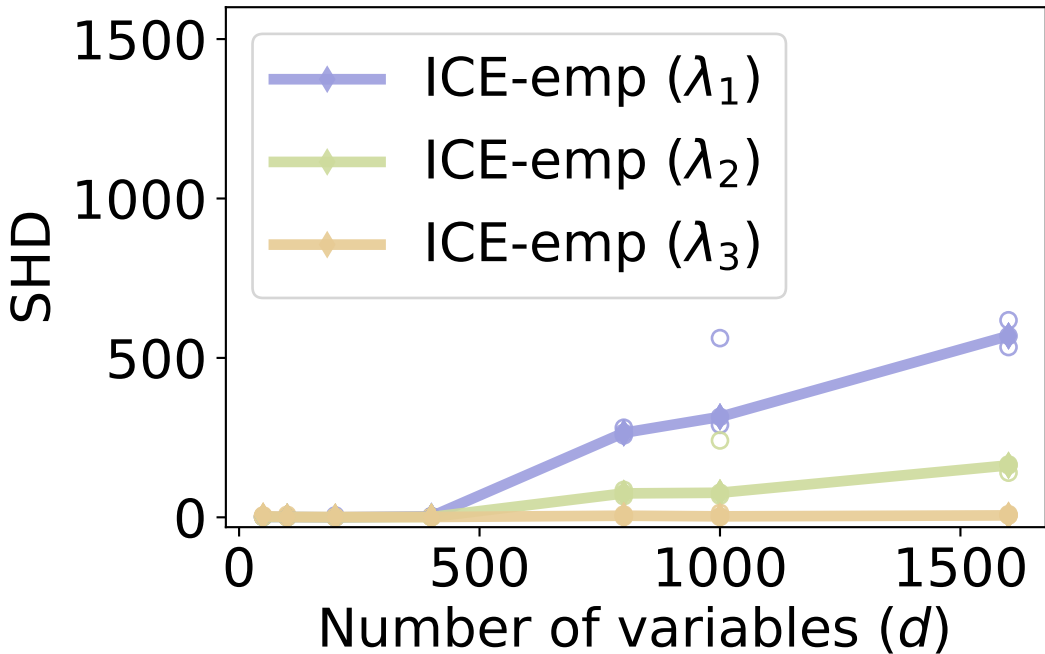 1500
1000
500
0
SHD
ICE-emp (λ₁)
ICE-emp (λ₂)
ICE-emp (λ₃)
0 500 1000 1500
Number of variables (d)